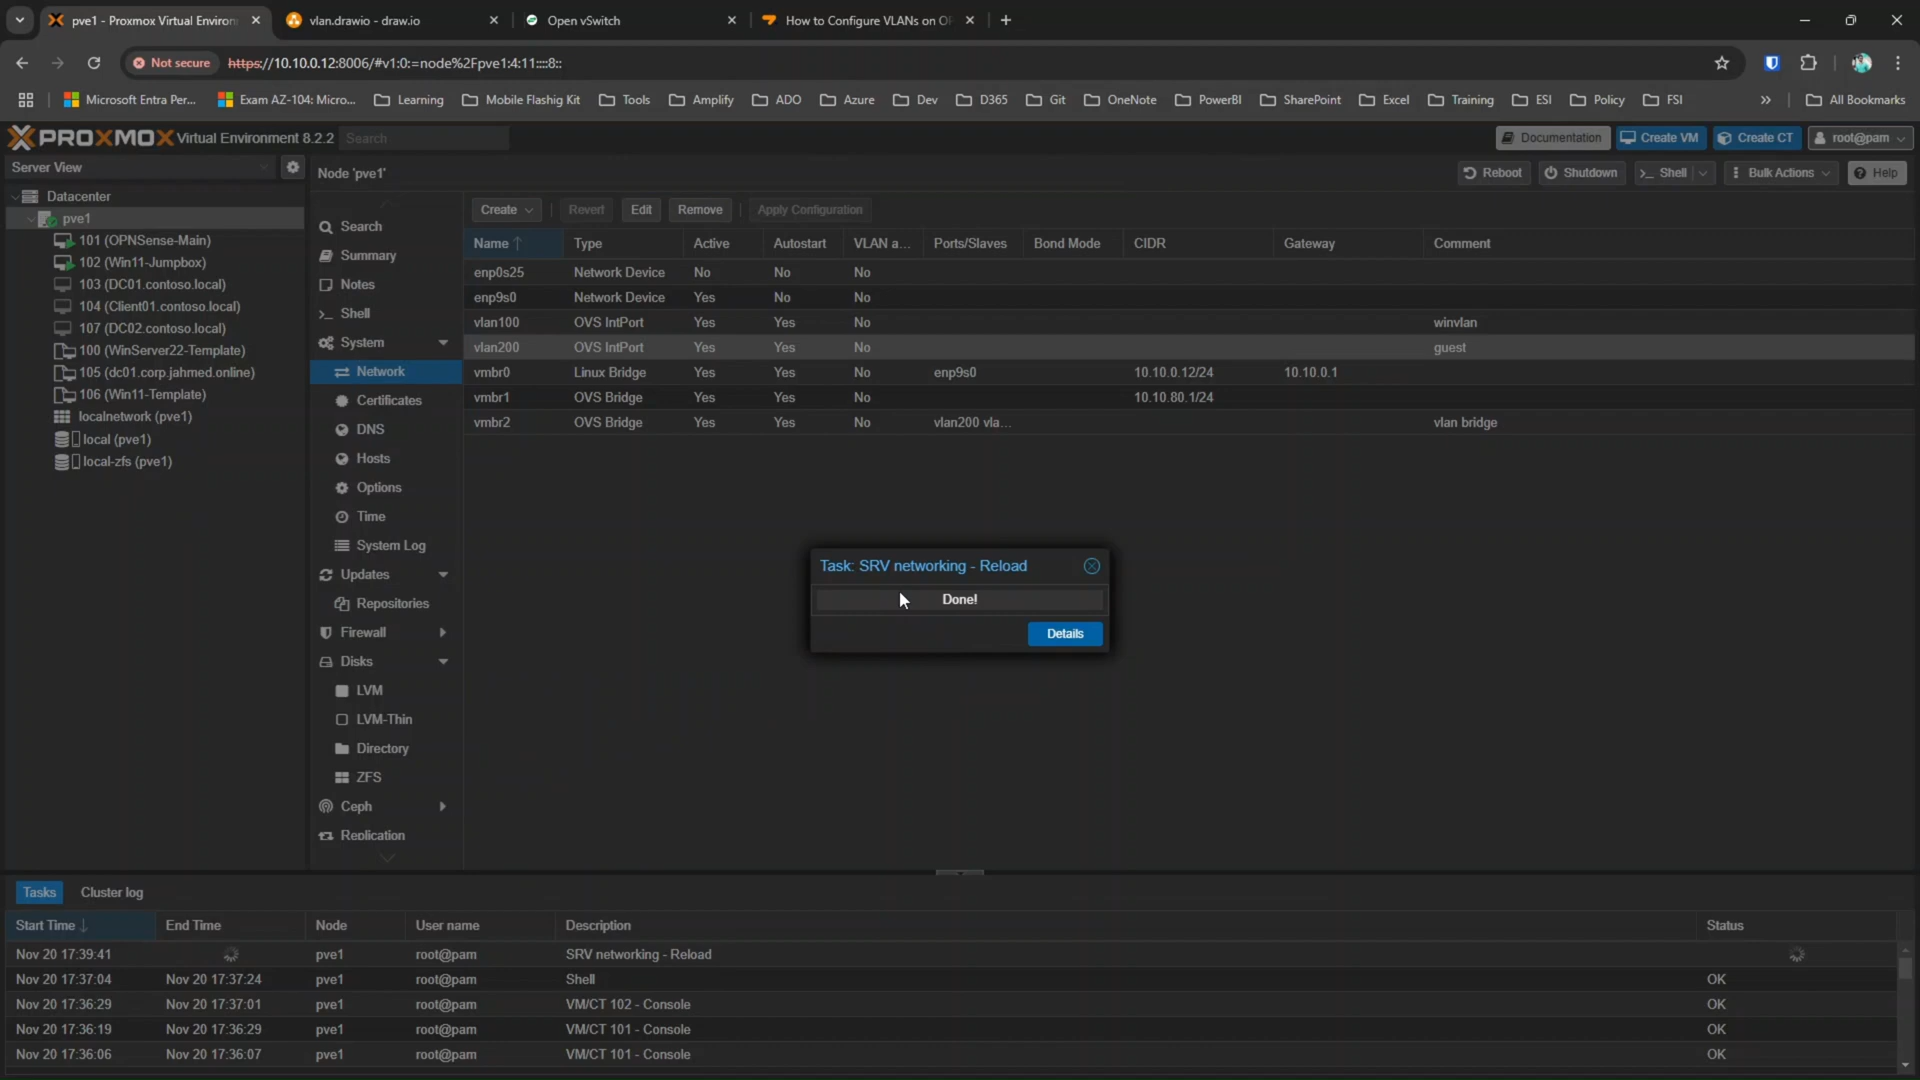 pve1 - Proxmox Virtual Environ
vlan.drawio - draw.io
Open vSwitch
How to Configure VLANs on OP
Not secure
https://10.10.0.12:8006/#v1:0:=node%2Fpve1:4:11::::8::
Microsoft Entra Per...
Exam AZ-104: Micro...
Learning
Mobile Flashig Kit
Tools
Amplify
ADO
Azure
Dev
D365
Git
OneNote
PowerBI
SharePoint
Excel
Training
ESI
Policy
FSI
All Bookmarks
PROXMOX Virtual Environment 8.2.2
Search
Documentation
Create VM
Create CT
root@pam
Server View
Node 'pve1'
Reboot
Shutdown
Shell
Bulk Actions
Help
Datacenter
pve1
101 (OPNSense-Main)
102 (Win11-Jumpbox)
103 (DC01.contoso.local)
104 (Client01.contoso.local)
107 (DC02.contoso.local)
100 (WinServer22-Template)
105 (dc01.corp.jahmed.online)
106 (Win11-Template)
localnetwork (pve1)
local (pve1)
local-zfs (pve1)
Search
Summary
Notes
Shell
System
Network
Certificates
DNS
Hosts
Options
Time
System Log
Updates
Repositories
Firewall
Disks
LVM
LVM-Thin
Directory
ZFS
Ceph
Replication
Create
Revert
Edit
Remove
Apply Configuration
Name Type Active Autostart VLAN a... Ports/Slaves Bond Mode CIDR Gateway Comment
enp0s25 Network Device No No No
enp9s0 Network Device Yes No No
vlan100 OVS IntPort Yes Yes No winvlan
vlan200 OVS IntPort Yes Yes No guest
vmbr0 Linux Bridge Yes Yes No enp9s0 10.10.0.12/24 10.10.0.1
vmbr1 OVS Bridge Yes Yes No 10.10.80.1/24
vmbr2 OVS Bridge Yes Yes No vlan200 vla... vlan bridge
Task: SRV networking - Reload
Done!
Details
Tasks
Cluster log
Start Time End Time Node User name Description Status
Nov 20 17:39:41 pve1 root@pam SRV networking - Reload
Nov 20 17:37:04 Nov 20 17:37:24 pve1 root@pam Shell OK
Nov 20 17:36:29 Nov 20 17:37:01 pve1 root@pam VM/CT 102 - Console OK
Nov 20 17:36:19 Nov 20 17:36:29 pve1 root@pam VM/CT 101 - Console OK
Nov 20 17:36:06 Nov 20 17:36:07 pve1 root@pam VM/CT 101 - Console OK